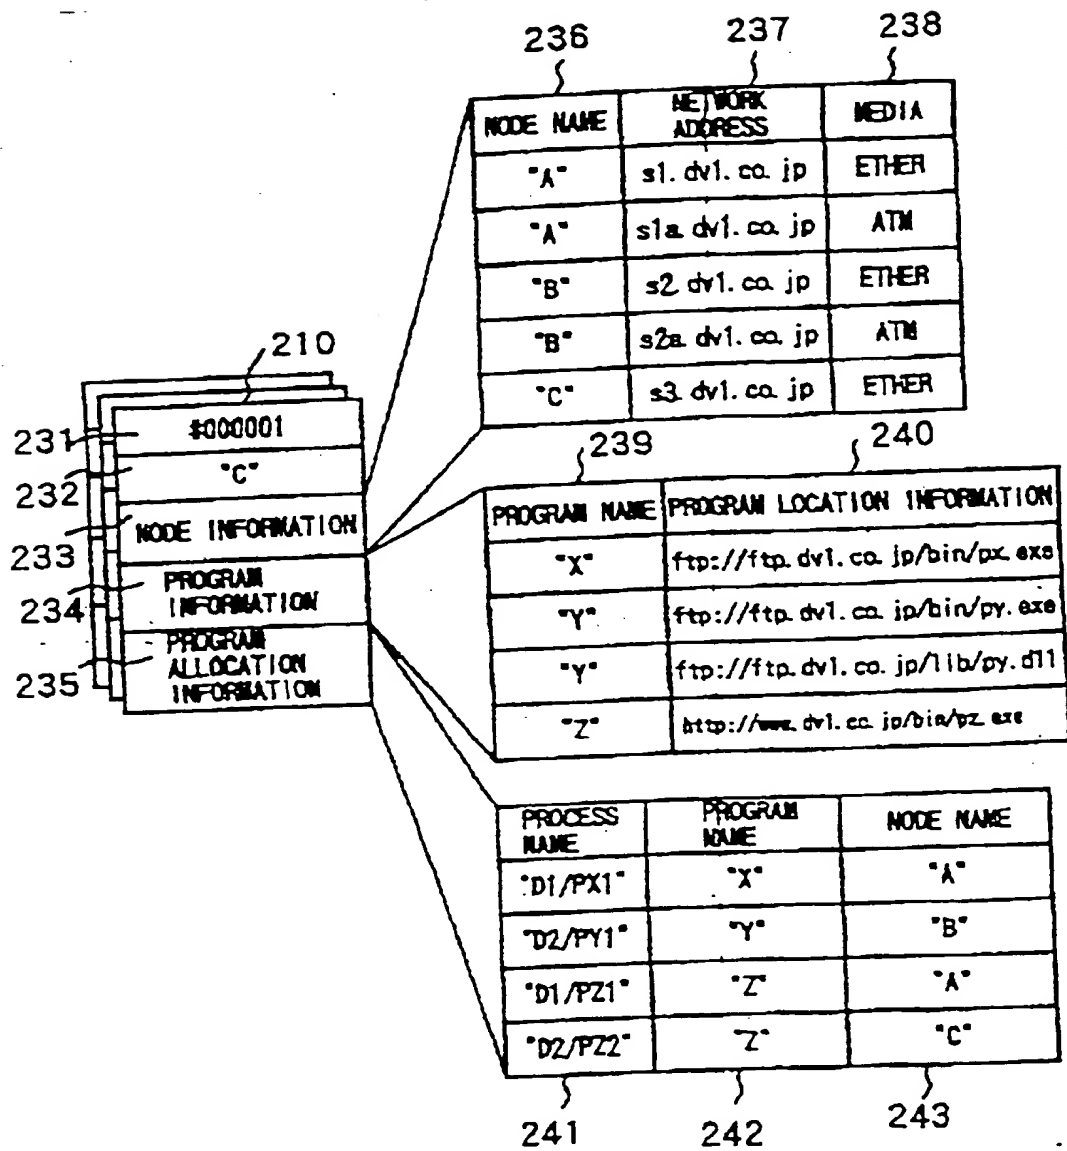 236 237 238
NODE NAME NETWORK ADDRESS MEDIA
"A" s1.dv1.co.jp ETHER
"A" s1a.dv1.co.jp ATM
"B" s2.dv1.co.jp ETHER
"B" s2a.dv1.co.jp ATM
"C" s3.dv1.co.jp ETHER
210
231 #000001
232 "C"
233 NODE INFORMATION
234 PROGRAM INFORMATION
235 PROGRAM ALLOCATION INFORMATION
239 240
PROGRAM NAME PROGRAM LOCATION INFORMATION
"X" ftp://ftp.dv1.co.jp/bin/px.exe
"Y" ftp://ftp.dv1.co.jp/bin/py.exe
"Y" ftp://ftp.dv1.co.jp/lib/py.dll
"Z" http://www.dv1.co.jp/bin/pz.exe
PROCESS NAME PROGRAM NAME NODE NAME
"D1/PX1" "X" "A"
"D2/PY1" "Y" "B"
"D1/PZ1" "Z" "A"
"D2/PZ2" "Z" "C"
241 242 243